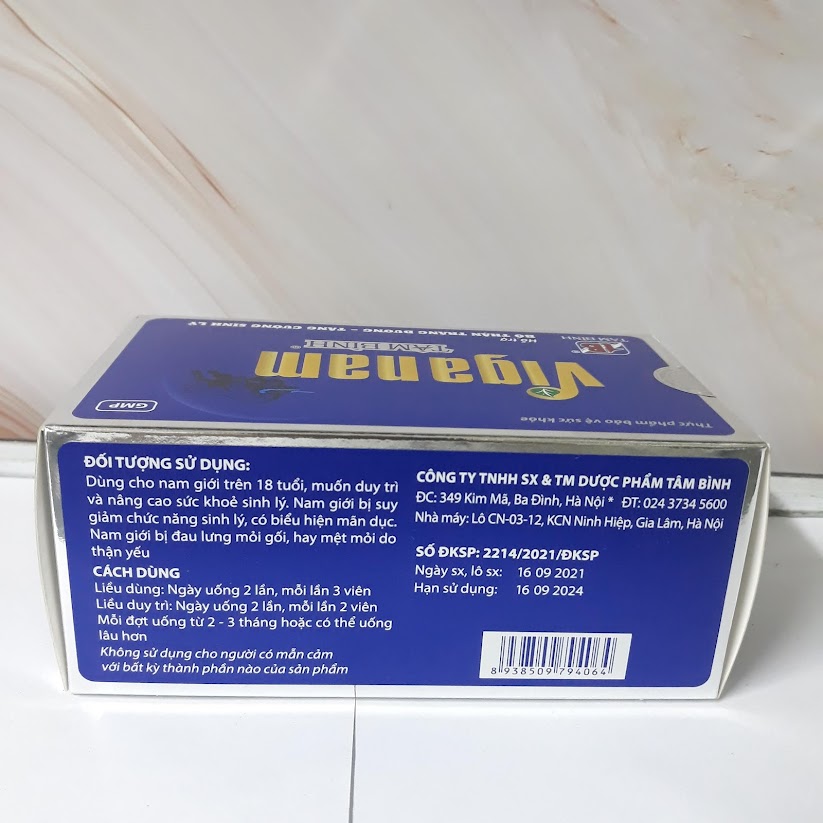 BỔ THẬN TRÁNG DƯƠNG - TĂNG CƯỜNG SINH LÝ
Hỗ trợ
TÂM BÌNH
TB
TÂM BÌNH
Viganam
GMP
Thực phẩm bảo vệ sức khỏe
ĐỐI TƯỢNG SỬ DỤNG:
Dùng cho nam giới trên 18 tuổi, muốn duy trì
và nâng cao sức khoẻ sinh lý. Nam giới bị suy
giảm chức năng sinh lý, có biểu hiện mãn dục.
Nam giới bị đau lưng mỏi gối, hay mệt mỏi do
thận yếu
CÁCH DÙNG
Liều dùng: Ngày uống 2 lần, mỗi lần 3 viên
Liều duy trì: Ngày uống 2 lần, mỗi lần 2 viên
Mỗi đợt uống từ 2 - 3 tháng hoặc có thể uống
lâu hơn
Không sử dụng cho người có mẫn cảm
với bất kỳ thành phần nào của sản phẩm
CÔNG TY TNHH SX & TM DƯỢC PHẨM TÂM BÌNH
ĐC: 349 Kim Mã, Ba Đình, Hà Nội * ĐT: 024 3734 5600
Nhà máy: Lô CN-03-12, KCN Ninh Hiệp, Gia Lâm, Hà Nội
SỐ ĐKSP: 2214/2021/ĐKSP
Ngày sx, lô sx: 16 09 2021
Hạn sử dụng: 16 09 2024
8 938509 794064